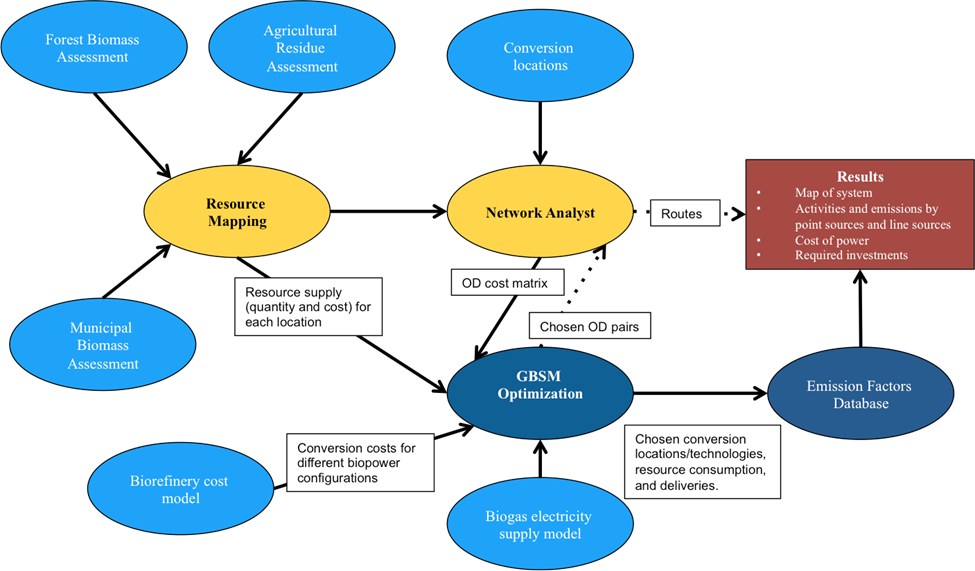 Forest Biomass
Assessment
Agricultural
Residue
Assessment
Conversion
locations
Resource
Mapping
Network Analyst
Routes
Results
• Map of system
• Activities and emissions by
point sources and line sources
• Cost of power
• Required investments
Resource supply
(quantity and cost) for
each location
OD cost matrix
Chosen OD pairs
Municipal
Biomass
Assessment
GBSM
Optimization
Emission Factors
Database
Conversion costs for
different biopower
configurations
Chosen conversion
locations/technologies,
resource consumption,
and deliveries.
Biorefinery cost
model
Biogas electricity
supply model